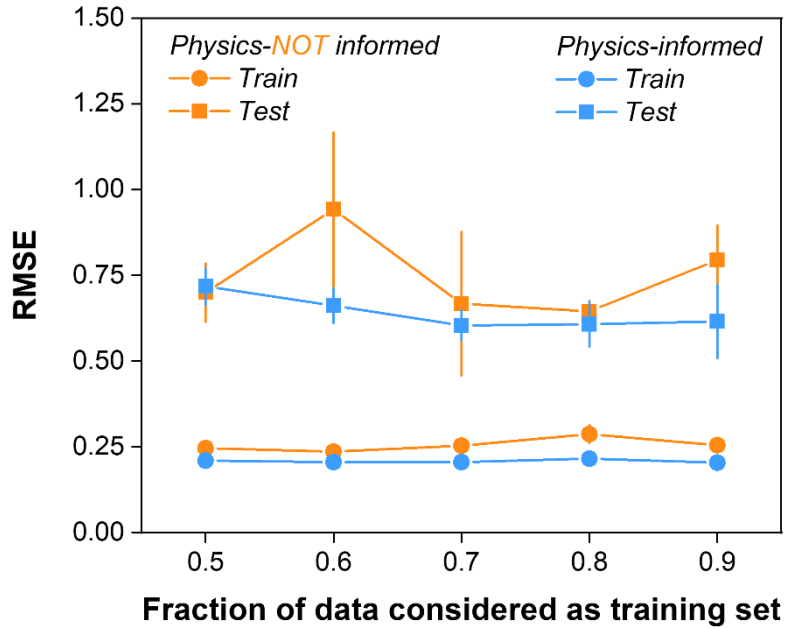 1.50
1.25
1.00
0.75
0.50
0.25
0.00
RMSE
Physics-NOT informed
Train
Test
Physics-informed
Train
Test
0.5 0.6 0.7 0.8 0.9
Fraction of data considered as training set